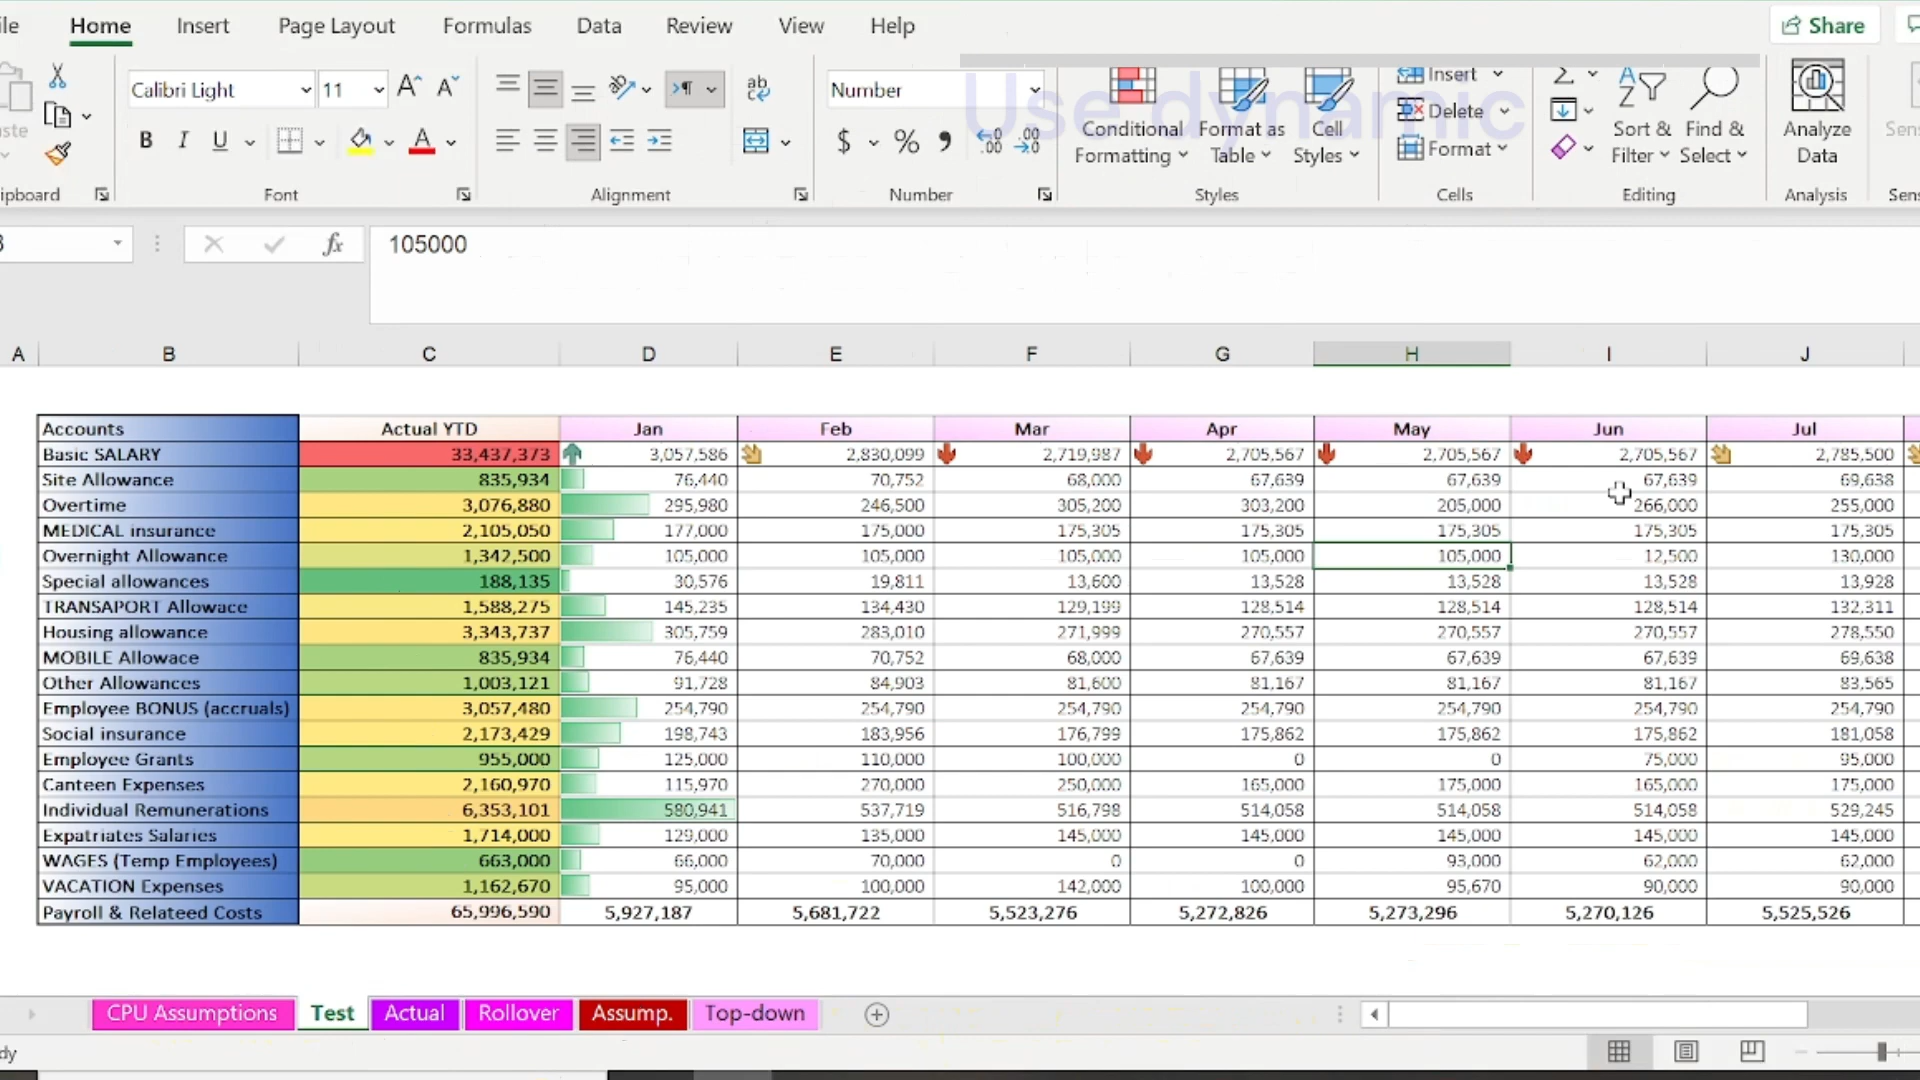 ile Home Insert Page Layout Formulas Data Review View Help Share
Use dynamic
Calibri Light 11 Number
Conditional Formatting Format as Table Cell Styles
Insert
Delete
Format
Sort & Filter Find & Select
Analyze Data
aste
ipboard Font Alignment Number Styles Cells Editing Analysis Sens
fx 105000
A B C D E F G H I J
Accounts Actual YTD Jan Feb Mar Apr May Jun Jul
Basic SALARY 33,437,373 3,057,586 2,830,099 2,719,987 2,705,567 2,705,567 2,705,567 2,785,500
Site Allowance 835,934 76,440 70,752 68,000 67,639 67,639 67,639 69,638
Overtime 3,076,880 295,980 246,500 305,200 303,200 205,000 266,000 255,000
MEDICAL insurance 2,105,050 177,000 175,000 175,305 175,305 175,305 175,305 175,305
Overnight Allowance 1,342,500 105,000 105,000 105,000 105,000 105,000 12,500 130,000
Special allowances 188,135 30,576 19,811 13,600 13,528 13,528 13,528 13,928
TRANSAPORT Allowace 1,588,275 145,235 134,430 129,199 128,514 128,514 128,514 132,311
Housing allowance 3,343,737 305,759 283,010 271,999 270,557 270,557 270,557 278,550
MOBILE Allowace 835,934 76,440 70,752 68,000 67,639 67,639 67,639 69,638
Other Allowances 1,003,121 91,728 84,903 81,600 81,167 81,167 81,167 83,565
Employee BONUS (accruals) 3,057,480 254,790 254,790 254,790 254,790 254,790 254,790 254,790
Social insurance 2,173,429 198,743 183,956 176,799 175,862 175,862 175,862 181,058
Employee Grants 955,000 125,000 110,000 100,000 0 0 75,000 95,000
Canteen Expenses 2,160,970 115,970 270,000 250,000 165,000 175,000 165,000 175,000
Individual Remunerations 6,353,101 580,941 537,719 516,798 514,058 514,058 514,058 529,245
Expatriates Salaries 1,714,000 129,000 135,000 145,000 145,000 145,000 145,000 145,000
WAGES (Temp Employees) 663,000 66,000 70,000 0 0 93,000 62,000 62,000
VACATION Expenses 1,162,670 95,000 100,000 142,000 100,000 95,670 90,000 90,000
Payroll & Relateed Costs 65,996,590 5,927,187 5,681,722 5,523,276 5,272,826 5,273,296 5,270,126 5,525,526
CPU Assumptions Test Actual Rollover Assump. Top-down
dy